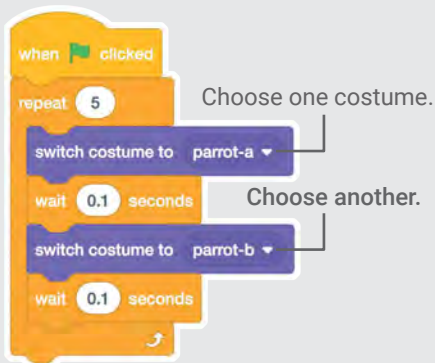 when clicked
repeat 5
Choose one costume.
switch costume to parrot-a
wait 0.1 seconds
Choose another.
switch costume to parrot-b
wait 0.1 seconds